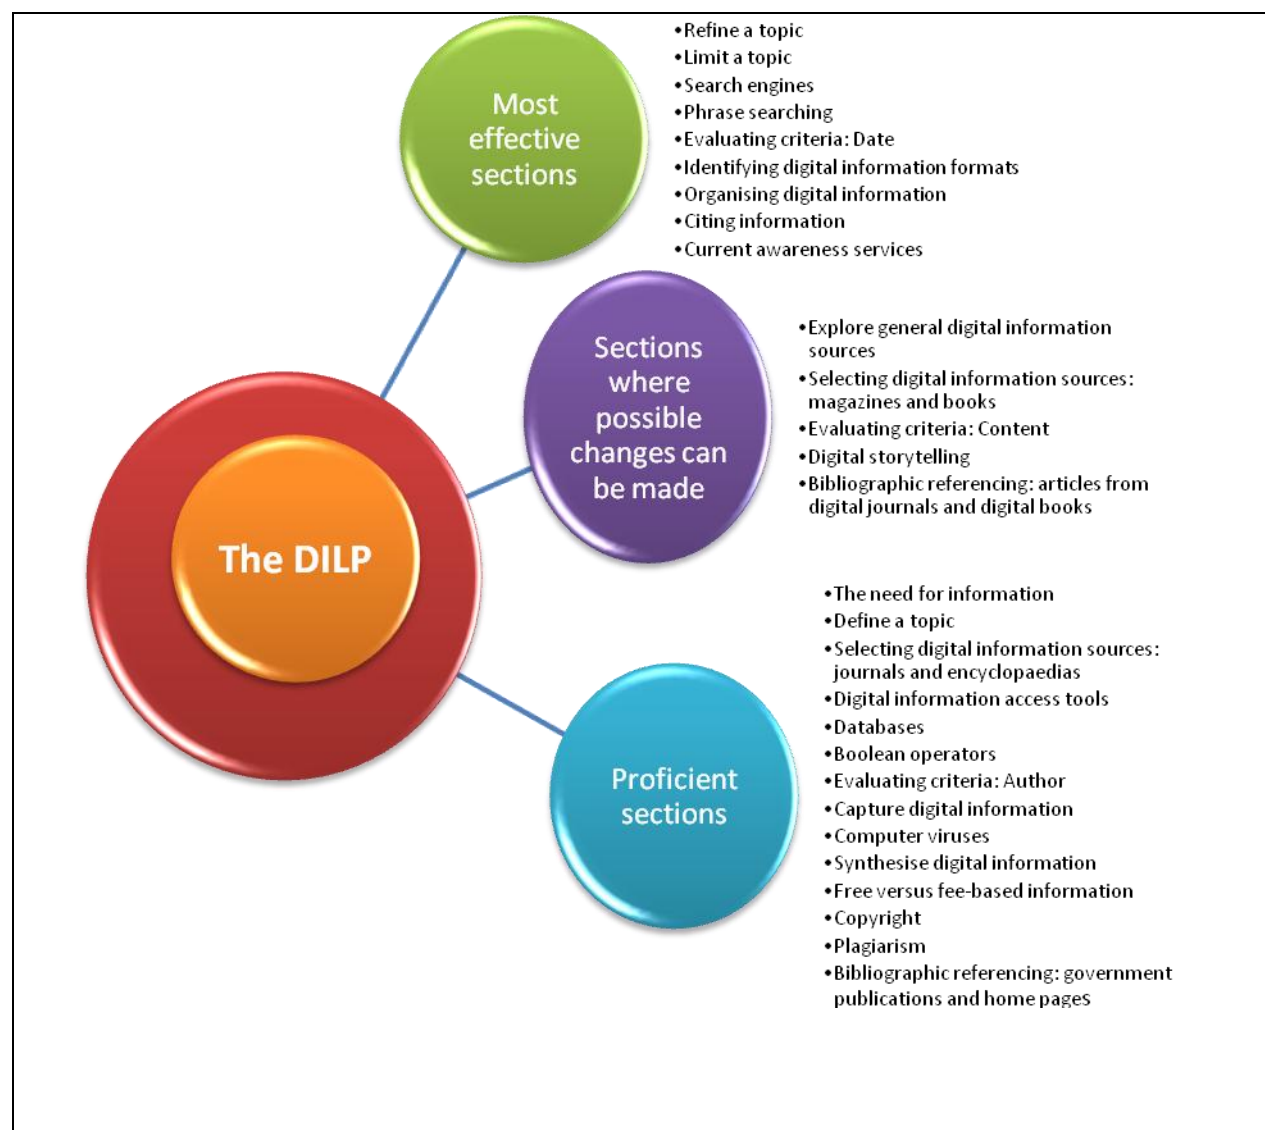 Most
effective
sections
•Refine a topic
•Limit a topic
•Search engines
•Phrase searching
•Evaluating criteria: Date
•Identifying digital information formats
•Organising digital information
•Citing information
•Current awareness services
Sections
where
possible
changes can
be made
•Explore general digital information
sources
•Selecting digital information sources:
magazines and books
•Evaluating criteria: Content
•Digital storytelling
•Bibliographic referencing: articles from
digital journals and digital books
The DILP
Proficient
sections
•The need for information
•Define a topic
•Selecting digital information sources:
journals and encyclopaedias
•Digital information access tools
•Databases
•Boolean operators
•Evaluating criteria: Author
•Capture digital information
•Computer viruses
•Synthesise digital information
•Free versus fee-based information
•Copyright
•Plagiarism
•Bibliographic referencing: government
publications and home pages